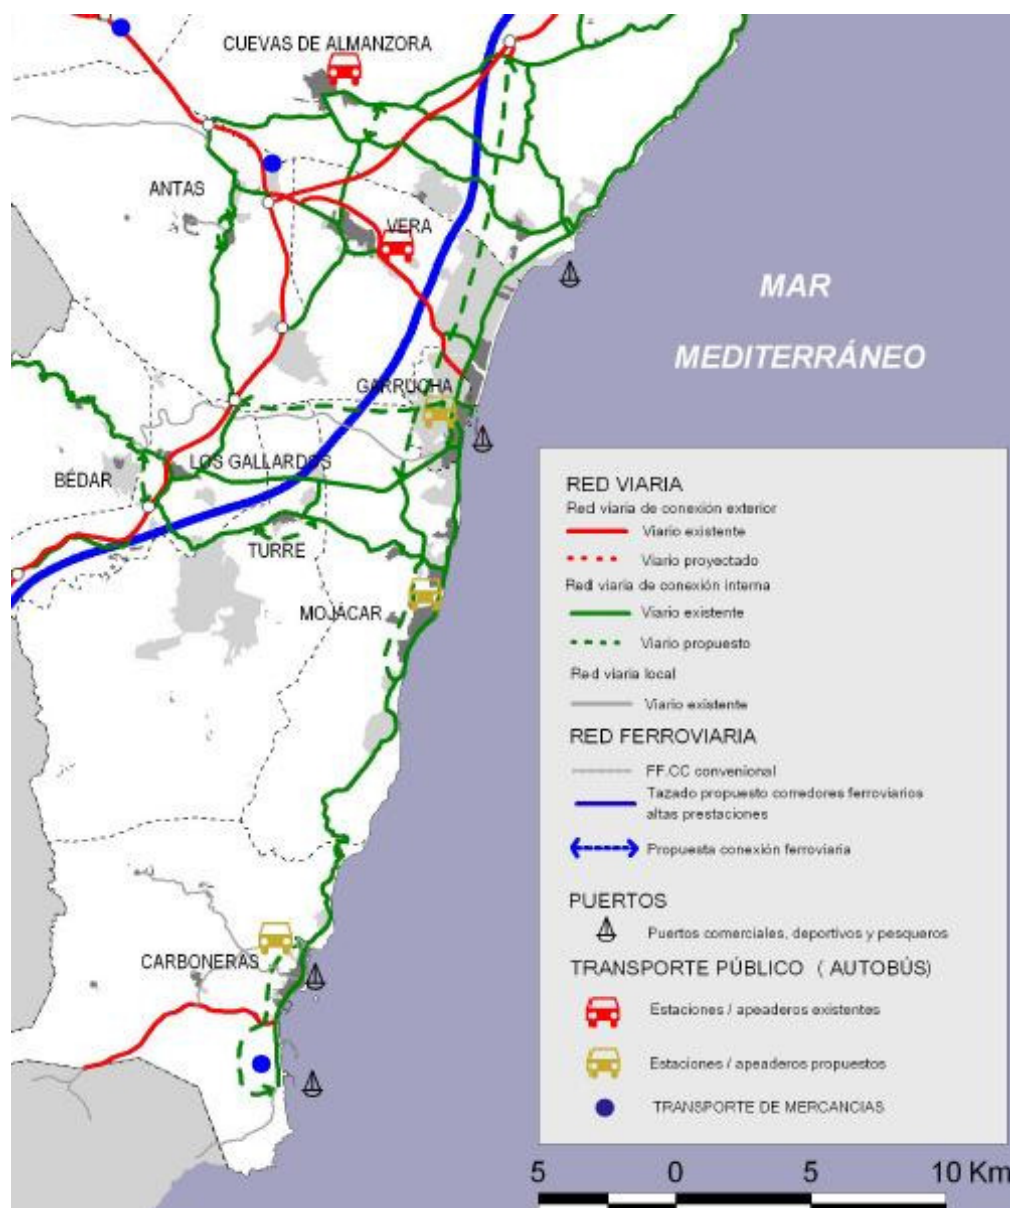 CUEVAS DE ALMANZORA
ANTAS
VERA
MAR
MEDITERRÁNEO
GARRUCHA
LOS GALLARDOS
BÉDAR
TURRE
MOJÁCAR
CARBONERAS
RED VIARIA
Red viaria de conexión exterior
Viario existente
Viario proyectado
Red viaria de conexión interna
Viario existente
Viario propuesto
Red viaria local
Viario existente
RED FERROVIARIA
FF.CC convenional
Tazado propuesto corredores ferroviarios
altas prestaciones
Propuesta conexión ferroviaria
PUERTOS
Puertos comerciales, deportivos y pesqueros
TRANSPORTE PÚBLICO ( AUTOBÚS)
Estaciones / apeaderos existentes
Estaciones / apeaderos propuestos
TRANSPORTE DE MERCANCIAS
5 0 5 10 Km